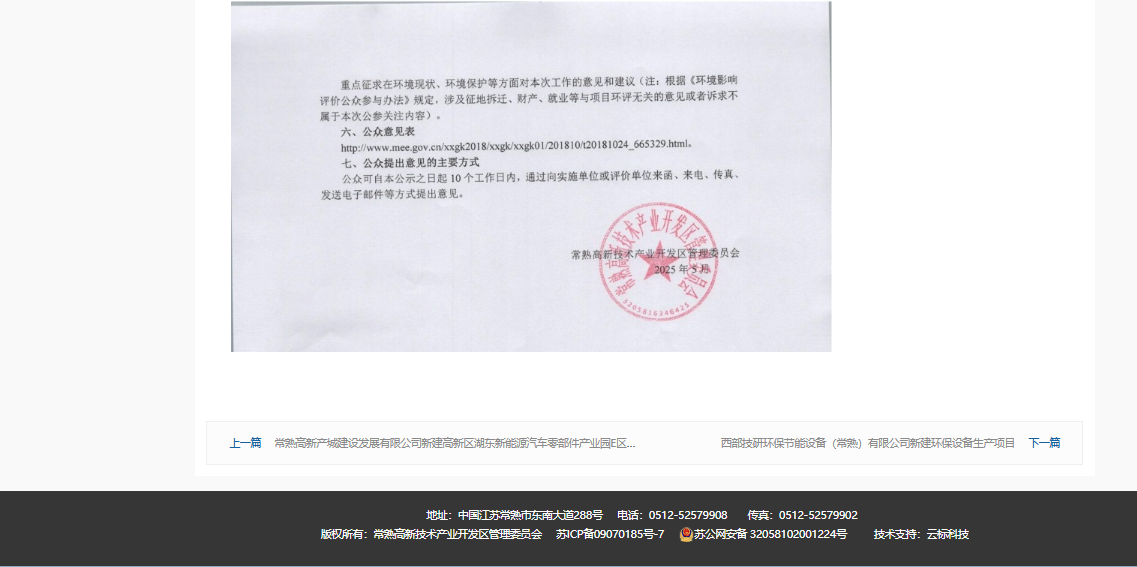 重点征求在环境现状、环境保护等方面对本次工作的意见和建议（注：根据《环境影响
评价公众参与办法》规定，涉及征地拆迁、财产、就业等与项目环评无关的意见或者诉求不
属于本次公参关注内容）。
六、公众意见表
http://www.mee.gov.cn/xxgk2018/xxgk/xxgk01/201810/t20181024_665329.html。
七、公众提出意见的主要方式
公众可自本公示之日起 10 个工作日内，通过向实施单位或评价单位来函、来电、传真、
发送电子邮件等方式提出意见。
常熟高新技术产业开发区管理委员会
常熟高新技术产业开发区管理委员会
2025 年 5 月
上一篇 常熟高新产城建设发展有限公司新建高新区湖东新能源汽车零部件产业园E区...
西部技研环保节能设备（常熟）有限公司新建环保设备生产项目 下一篇
地址：中国江苏常熟市东南大道288号 电话：0512-52579908 传真：0512-52579902
版权所有：常熟高新技术产业开发区管理委员会 苏ICP备09070185号-7 苏公网安备 32058102001224号 技术支持：云标科技